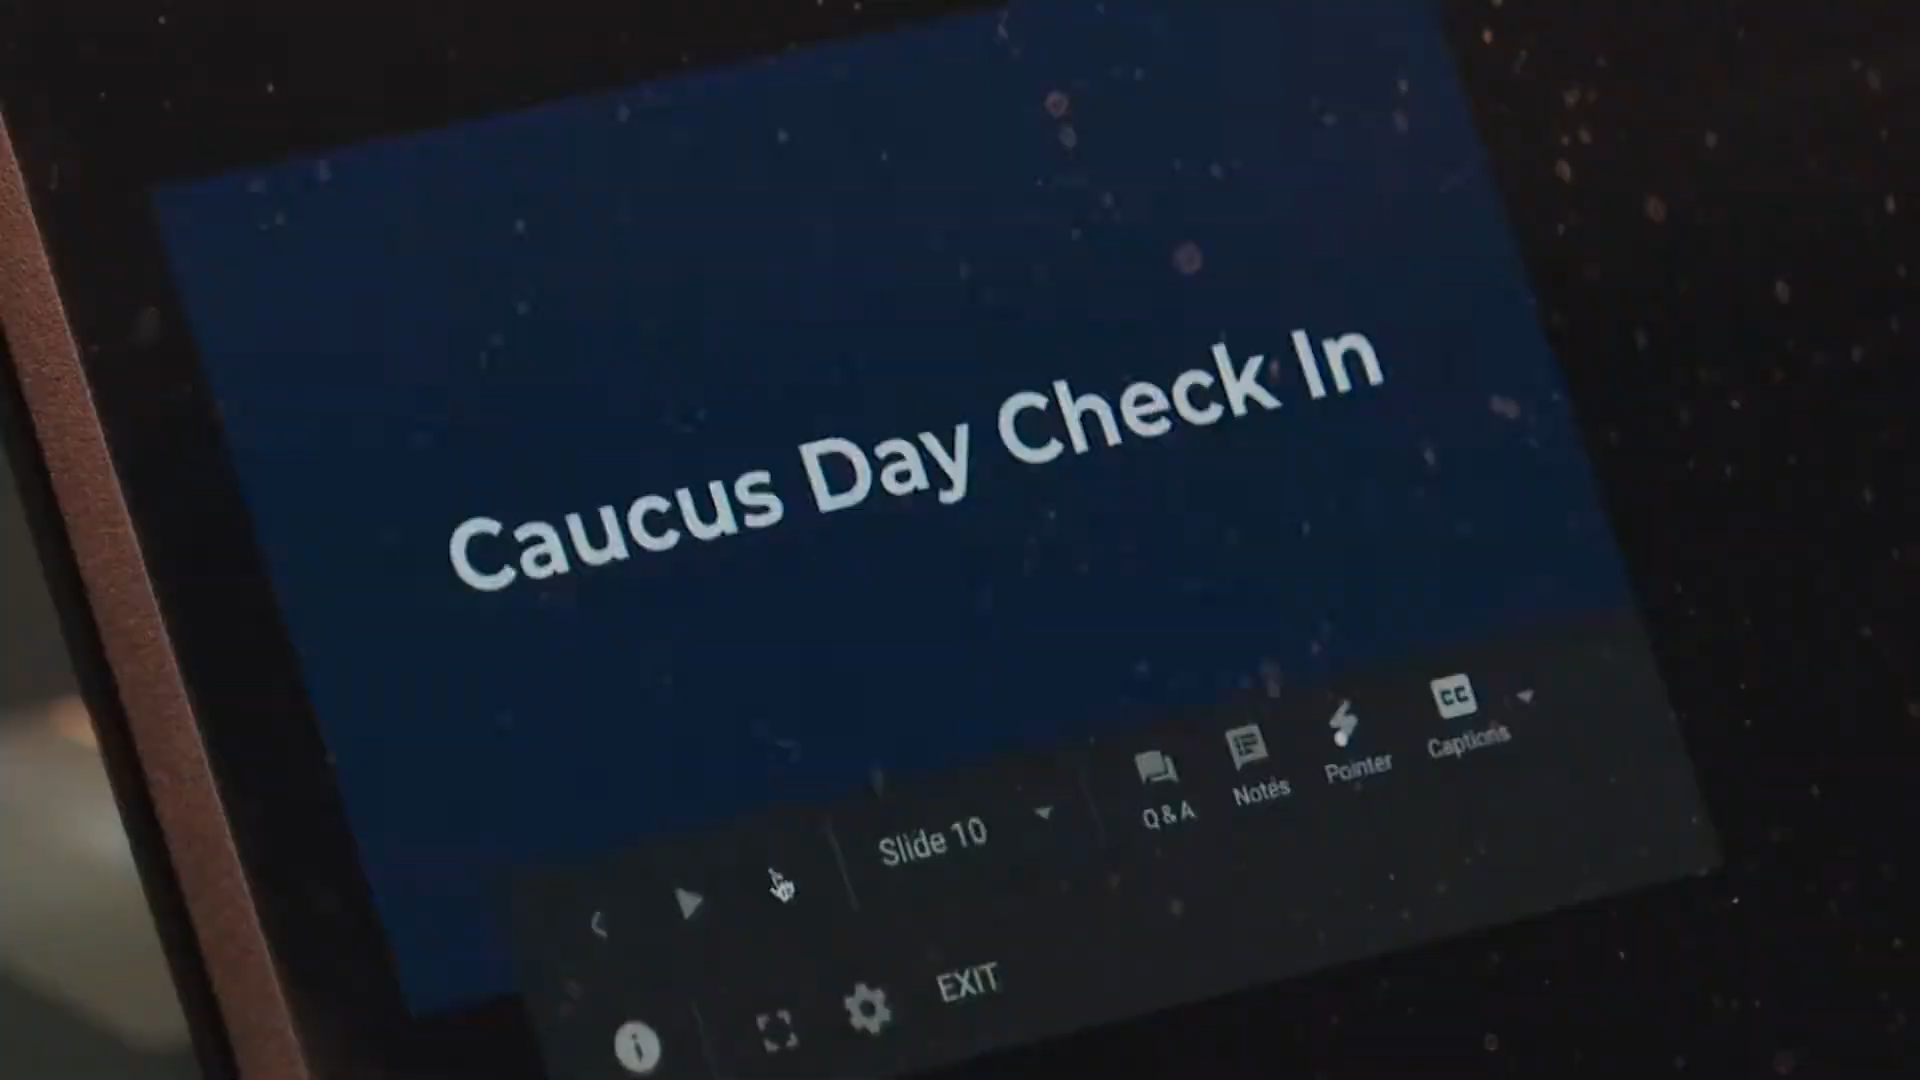 Caucus Day Check In
Slide 10
Q & A
Notes
Pointer
CC
Captions
EXIT